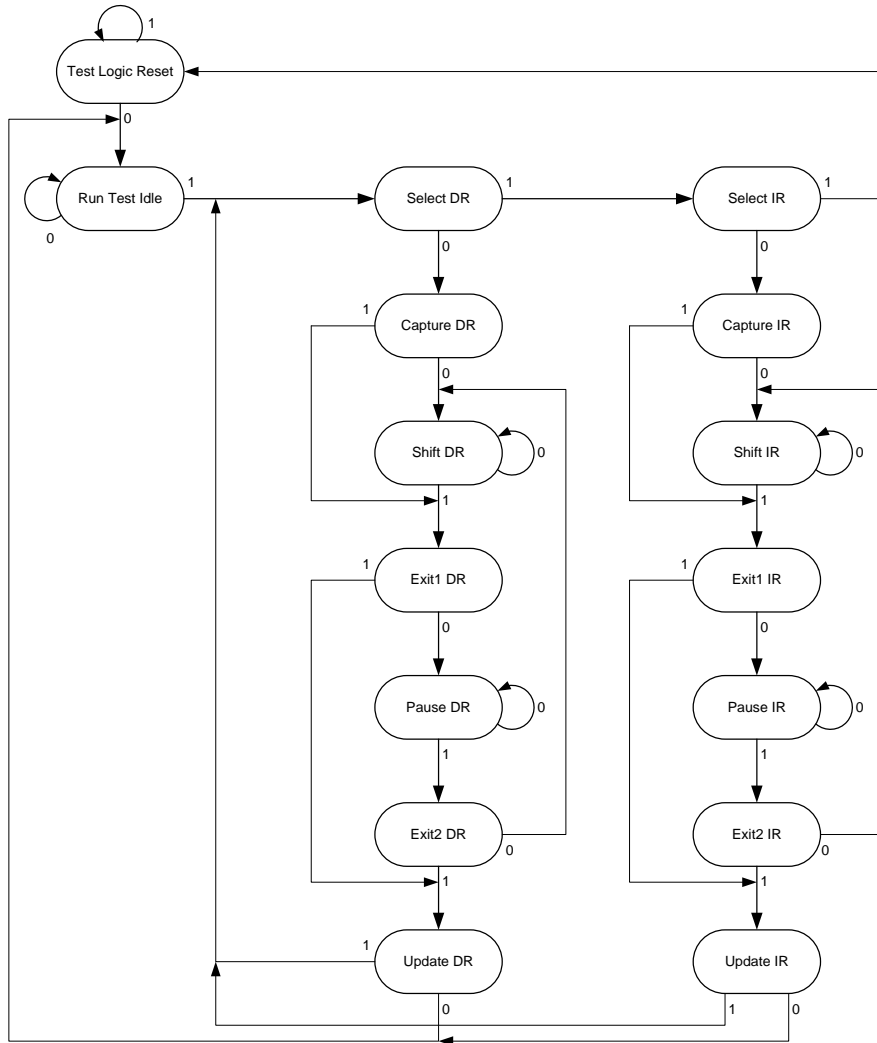 1
Test Logic Reset
0
Run Test Idle
1
0
Select DR
1
0
Select IR
1
0
1
Capture DR
0
1
Capture IR
0
Shift DR
0
1
Shift IR
0
1
1
Exit1 DR
0
1
Exit1 IR
0
Pause DR
0
1
Pause IR
0
1
Exit2 DR
0
1
Exit2 IR
0
1
1
Update DR
0
Update IR
1
0